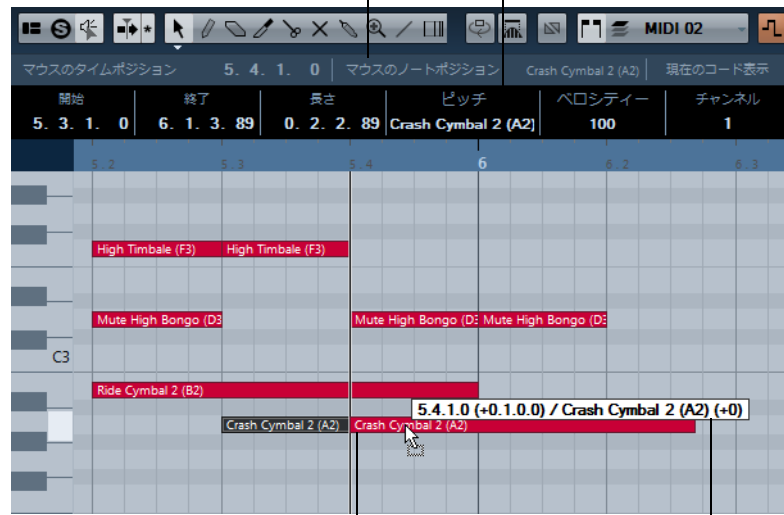 MIDI 02
マウスのタイムポジション 5. 4. 1. 0 マウスのノートポジション Crash Cymbal 2 (A2) 現在のコード表示
開始 終了 長さ ピッチ ベロシティー チャンネル
5. 3. 1. 0 6. 1. 3. 89 0. 2. 2. 89 Crash Cymbal 2 (A2) 100 1
5.2 5.3 5.4 6 6.2 6.3
High Timbale (F3) High Timbale (F3)
Mute High Bongo (D3 Mute High Bongo (D3 Mute High Bongo (D3
C3
Ride Cymbal 2 (B2)
5.4.1.0 (+0.1.0.0) / Crash Cymbal 2 (A2) (+0)
Crash Cymbal 2 (A2) Crash Cymbal 2 (A2)